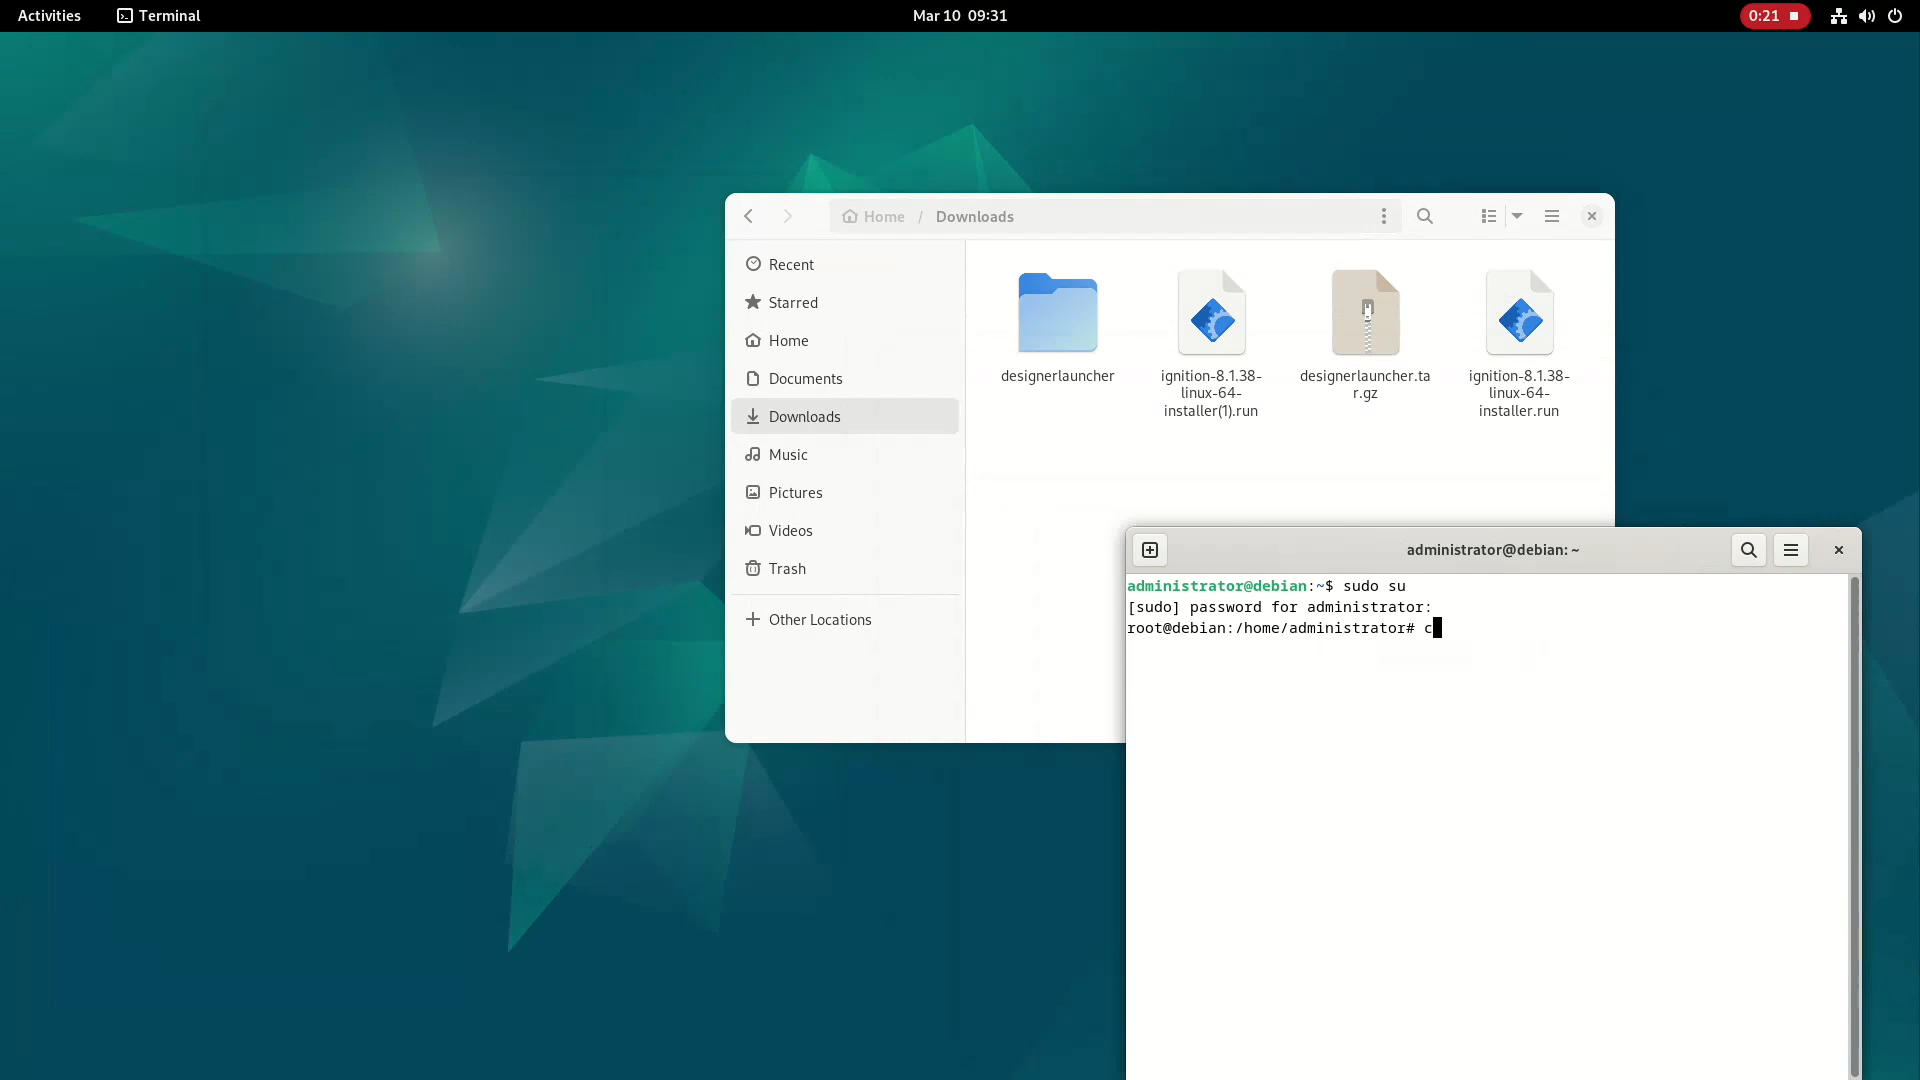 Activities
Terminal
Mar 10 09:31
0:21
Home / Downloads
Recent
Starred
Home
Documents
Downloads
Music
Pictures
Videos
Trash
Other Locations
designerlauncher
ignition-8.1.38-
linux-64-
installer(1).run
designerlauncher.ta
r.gz
ignition-8.1.38-
linux-64-
installer.run
administrator@debian: ~
administrator@debian:~$ sudo su
[sudo] password for administrator:
root@debian:/home/administrator# c